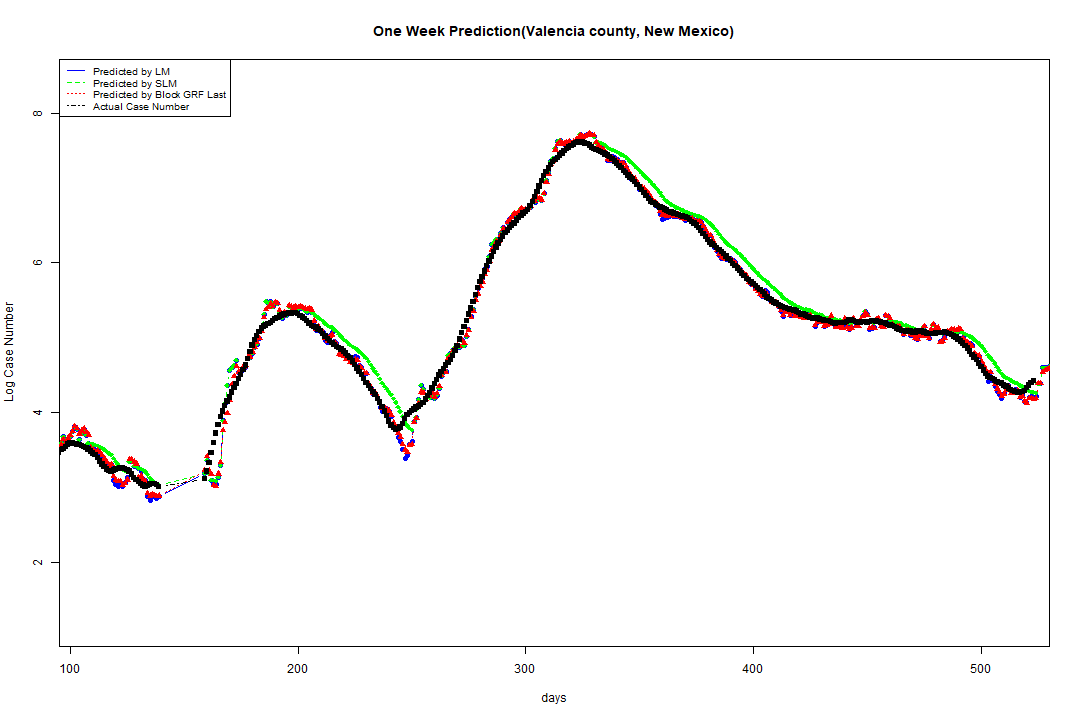 One Week Prediction(Valencia county, New Mexico)
Predicted by LM
Predicted by SLM
Predicted by Block GRF Last
Actual Case Number
8
6
4
2
Log Case Number
100 200 300 400 500
days